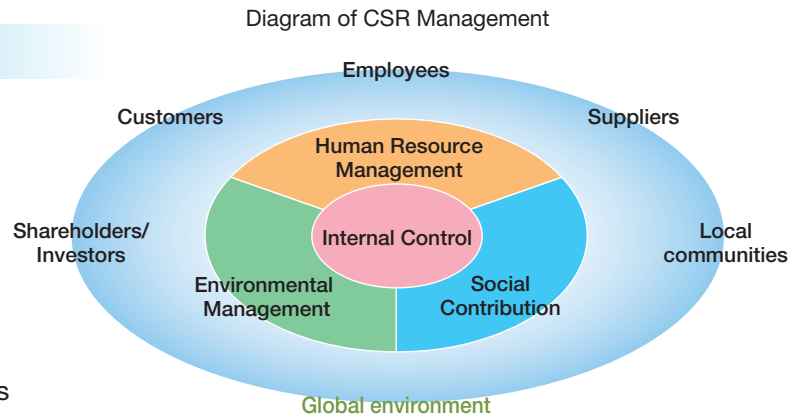 Diagram of CSR Management
Employees
Customers
Suppliers
Human Resource
Management
Shareholders/
Investors
Internal Control
Local
communities
Environmental
Management
Social
Contribution
s
Global environment